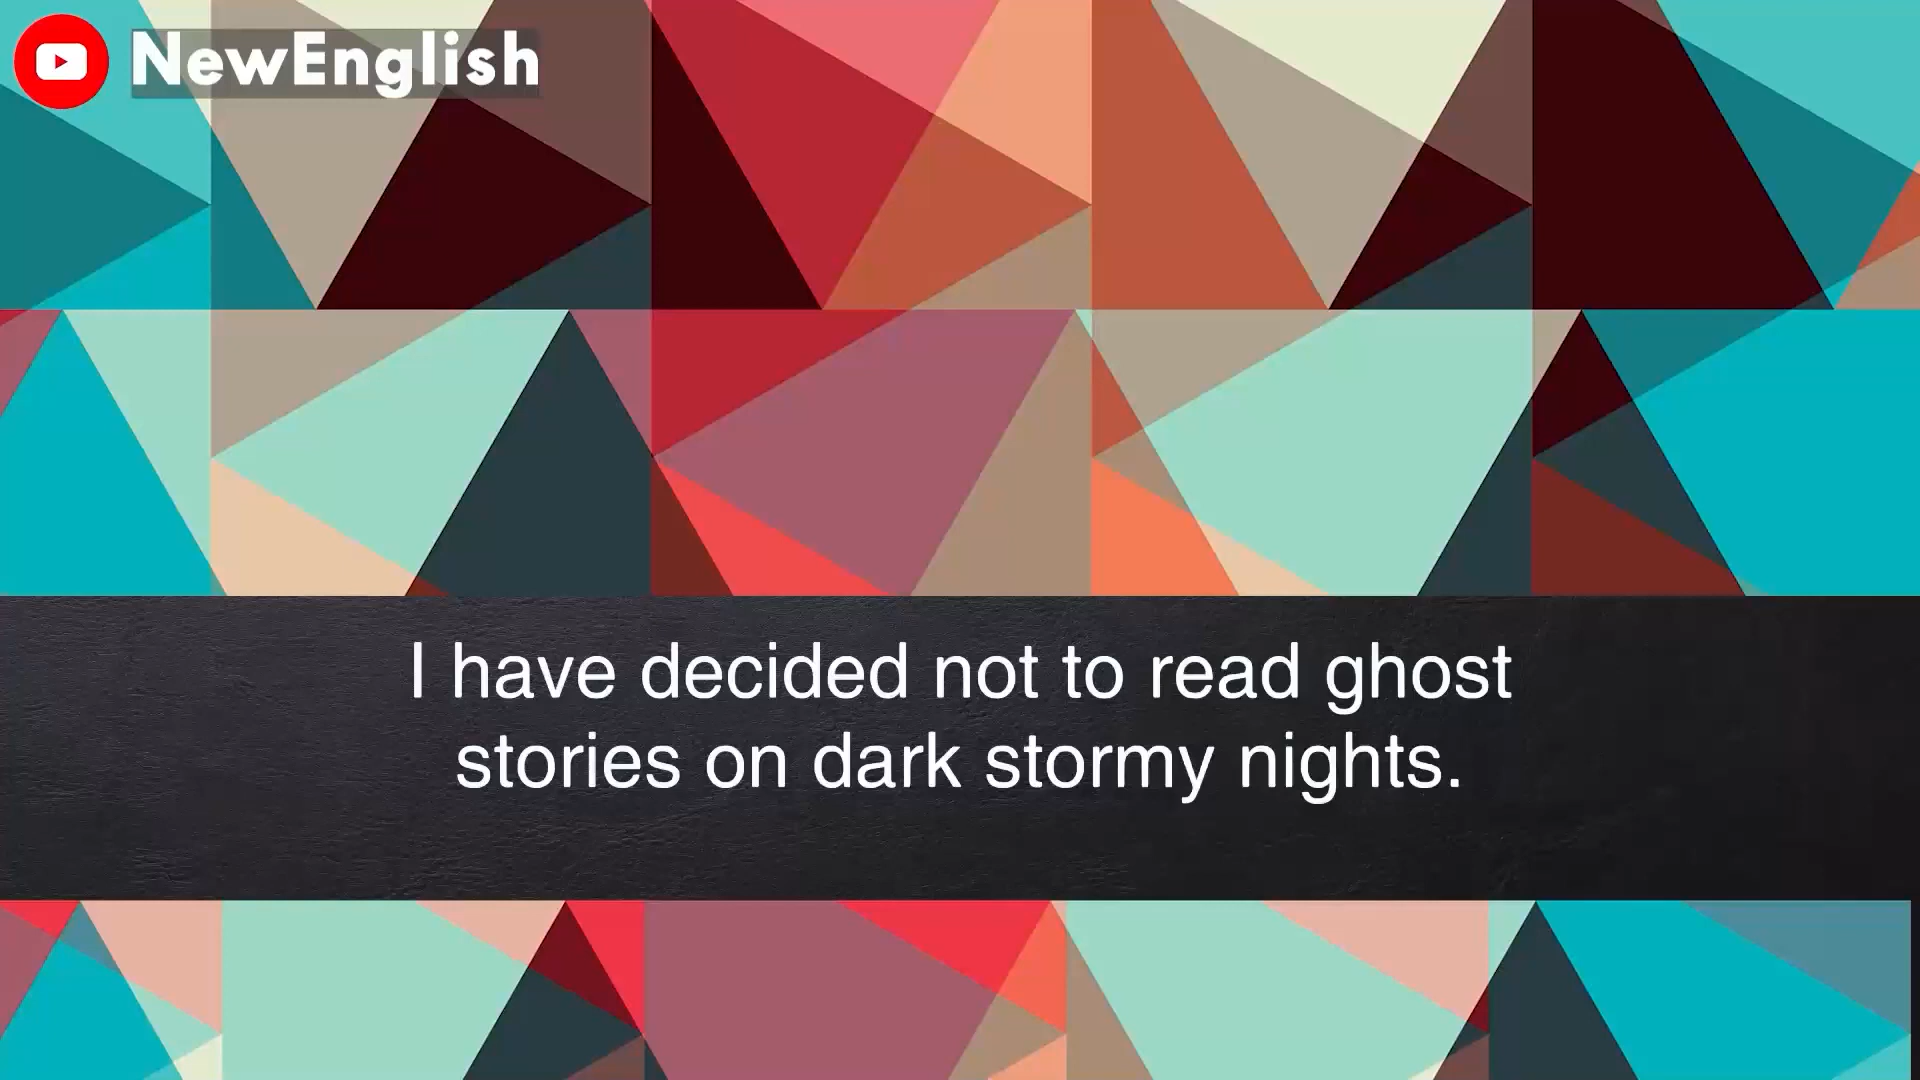 NewEnglish
I have decided not to read ghost
stories on dark stormy nights.